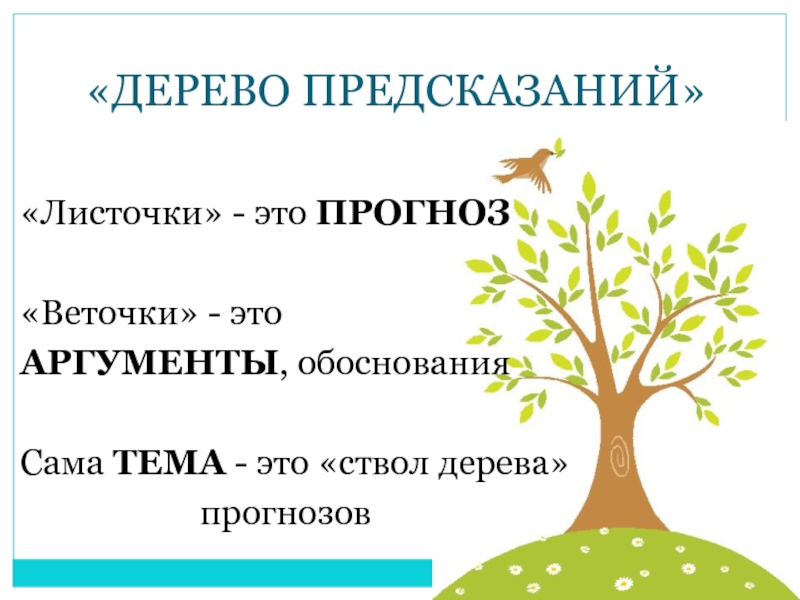 «ДЕРЕВО ПРЕДСКАЗАНИЙ»
«Листочки» - это ПРОГНОЗ
«Веточки» - это
АРГУМЕНТЫ, обоснования
Сама ТЕМА - это «ствол дерева»
прогнозов